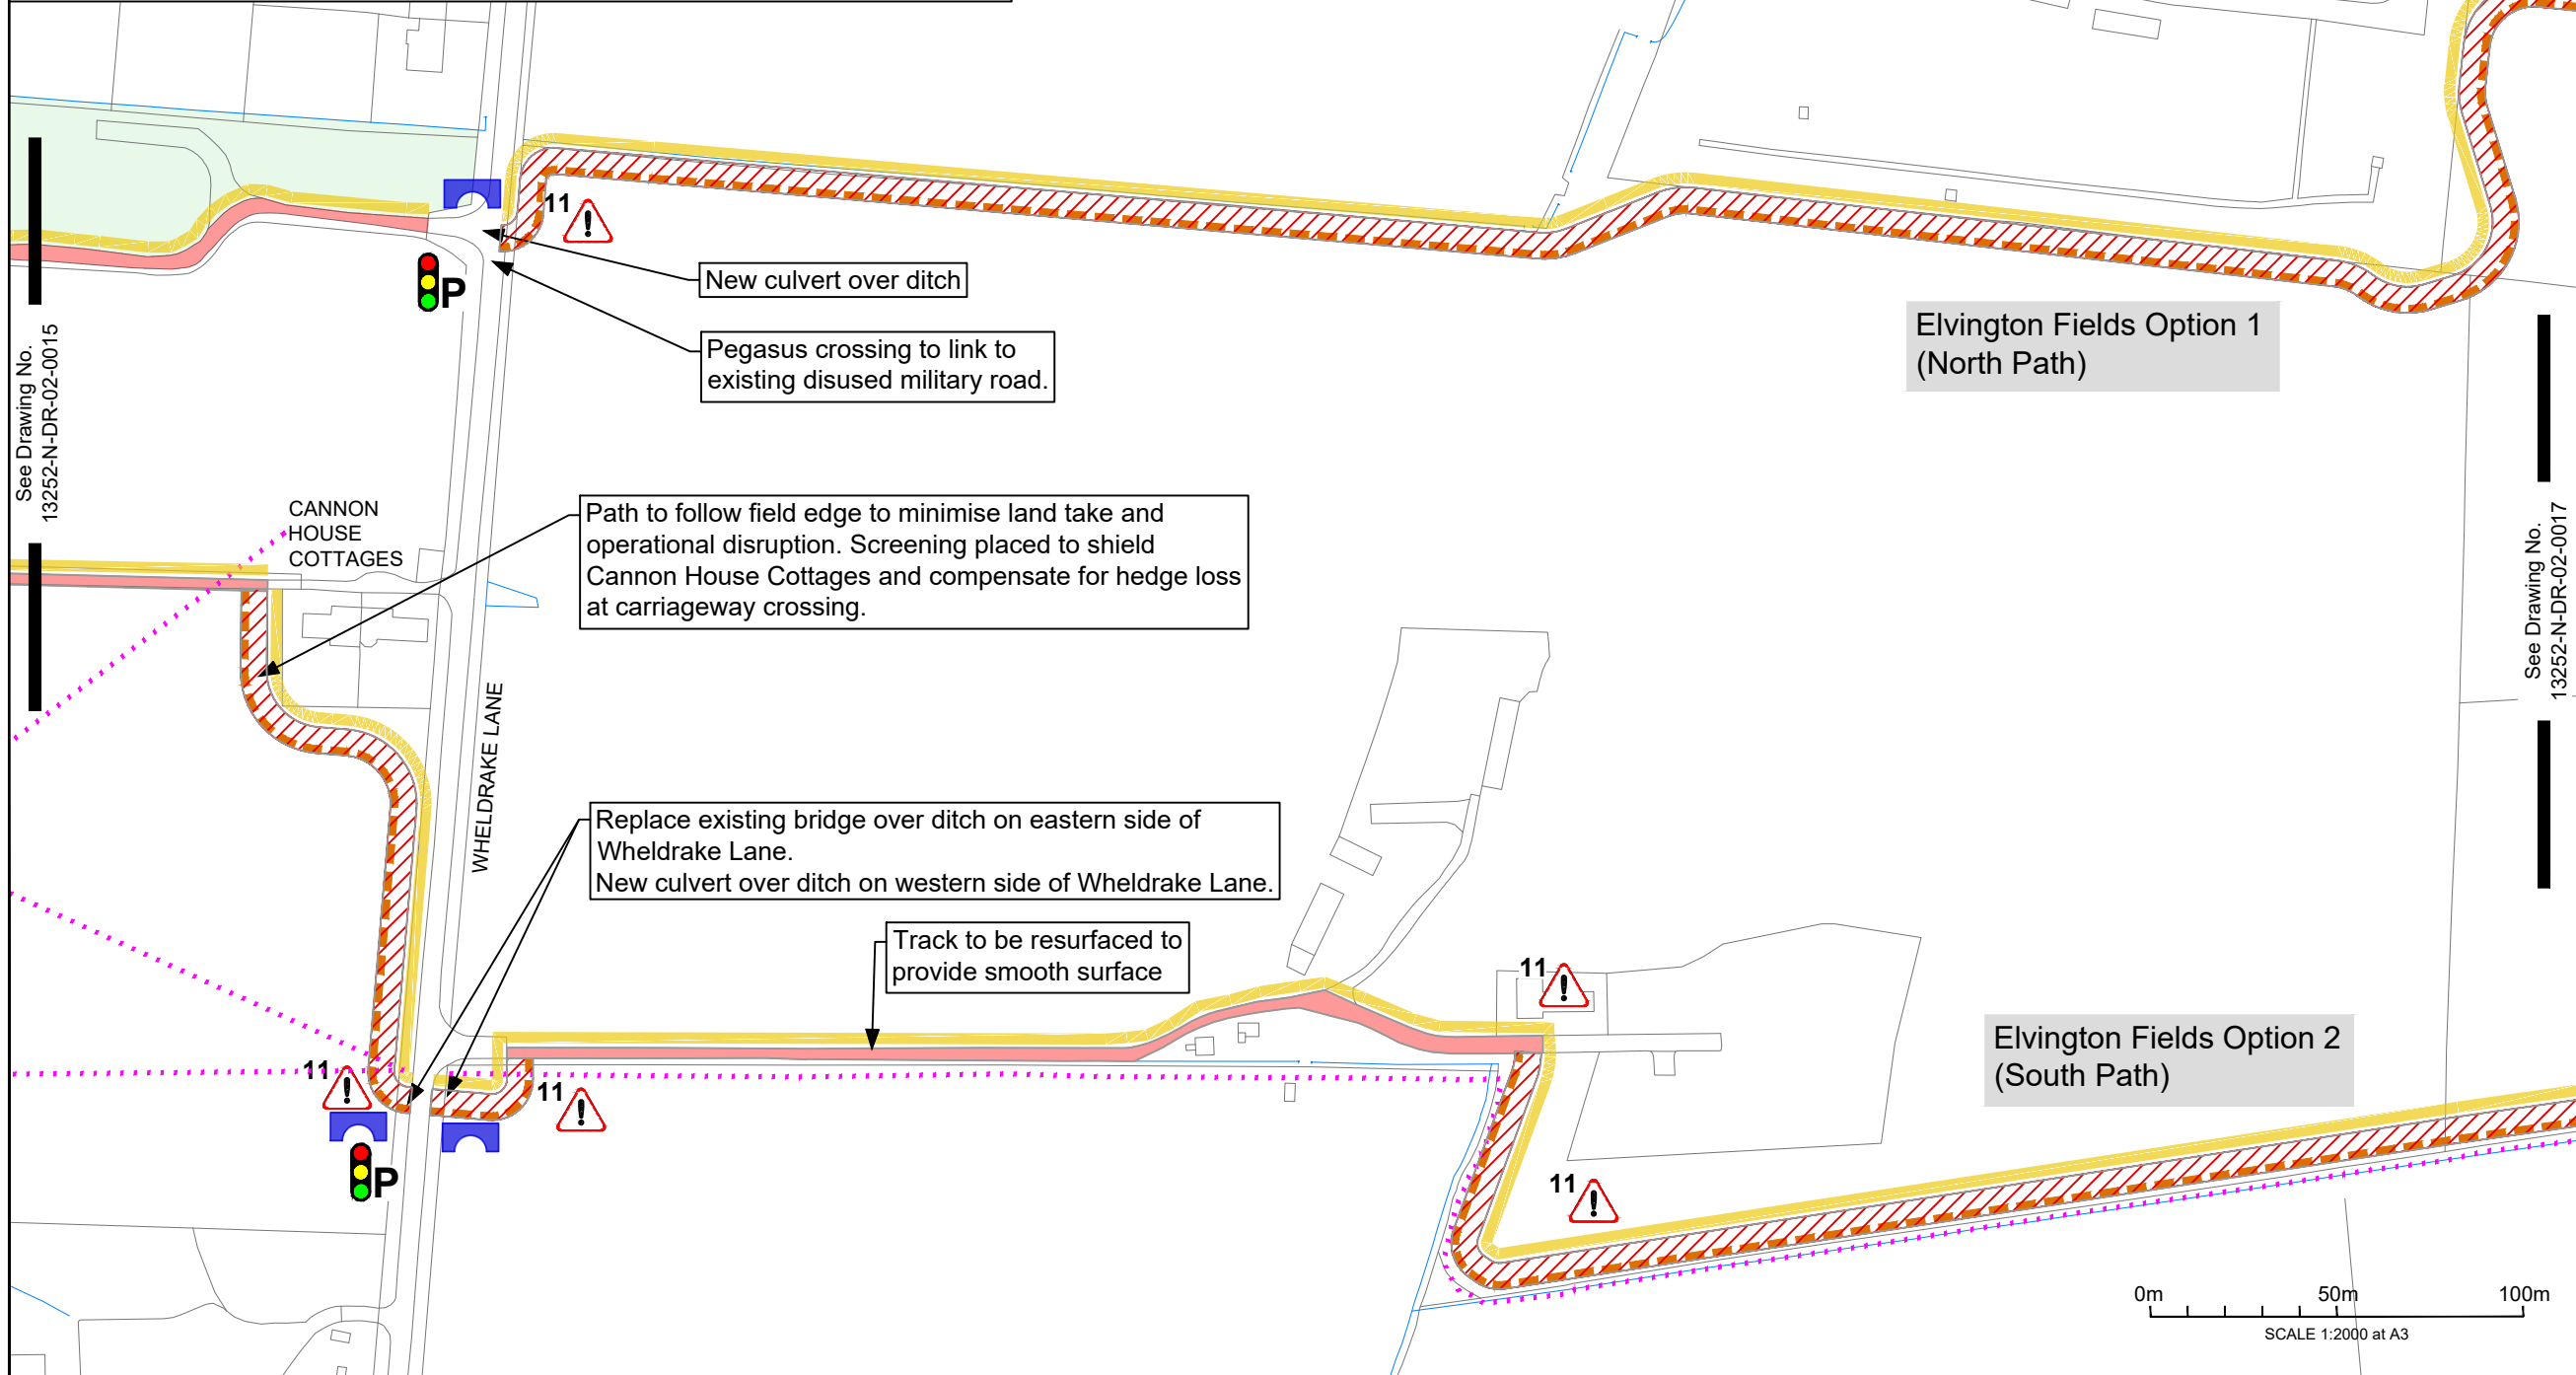 11
New culvert over ditch
P
Pegasus crossing to link to
existing disused military road.
Elvington Fields Option 1
(North Path)
See Drawing No.
13252-N-DR-02-0015
CANNON
HOUSE
COTTAGES
Path to follow field edge to minimise land take and
operational disruption. Screening placed to shield
Cannon House Cottages and compensate for hedge loss
at carriageway crossing.
See Drawing No.
13252-N-DR-02-0017
WHELDRAKE LANE
Replace existing bridge over ditch on eastern side of
Wheldrake Lane.
New culvert over ditch on western side of Wheldrake Lane.
Track to be resurfaced to
provide smooth surface
11
Elvington Fields Option 2
(South Path)
11
11
P
11
0m 50m 100m
SCALE 1:2000 at A3